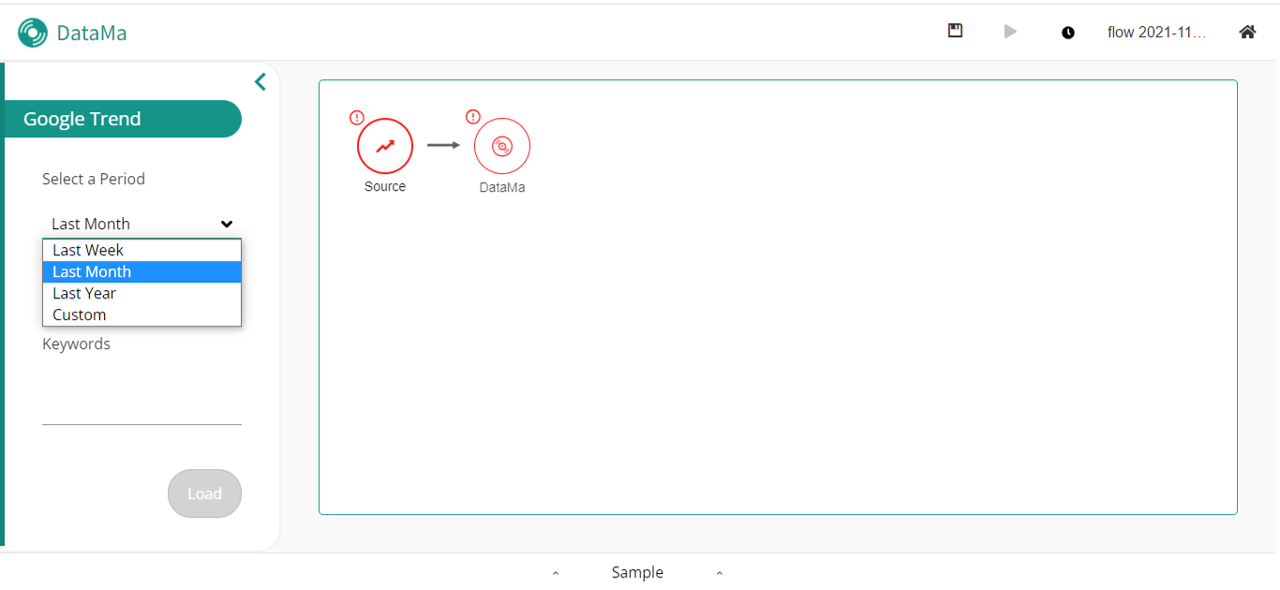 DataMa
flow 2021-11...
Google Trend
Select a Period
Last Month
Last Week
Last Month
Last Year
Custom
Keywords
Load
Source
DataMa
Sample